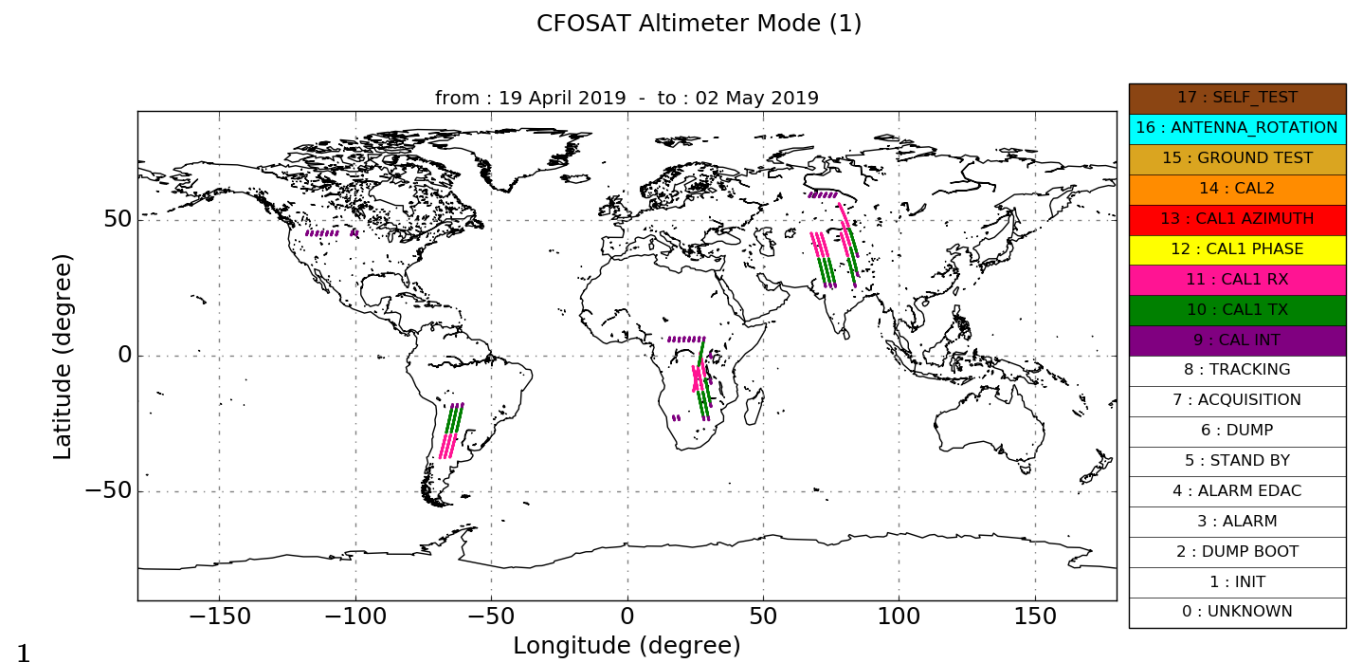 CFOSAT Altimeter Mode (1)
from : 19 April 2019 - to : 02 May 2019
17 : SELF_TEST
16 : ANTENNA_ROTATION
15 : GROUND TEST
14 : CAL2
13 : CAL1 AZIMUTH
12 : CAL1 PHASE
11 : CAL1 RX
10 : CAL1 TX
9 : CAL INT
8 : TRACKING
7 : ACQUISITION
6 : DUMP
5 : STAND BY
4 : ALARM EDAC
3 : ALARM
2 : DUMP BOOT
1 : INIT
0 : UNKNOWN
Latitude (degree)
50
0
−50
−150 −100 −50 0 50 100 150
Longitude (degree)
1